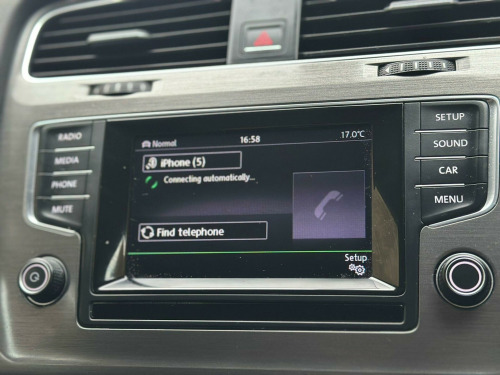 RADIO
MEDIA
PHONE
MUTE
Normal 16:58 17.0°C
iPhone (5)
Connecting automatically...
Find telephone
Setup
SETUP
SOUND
CAR
MENU